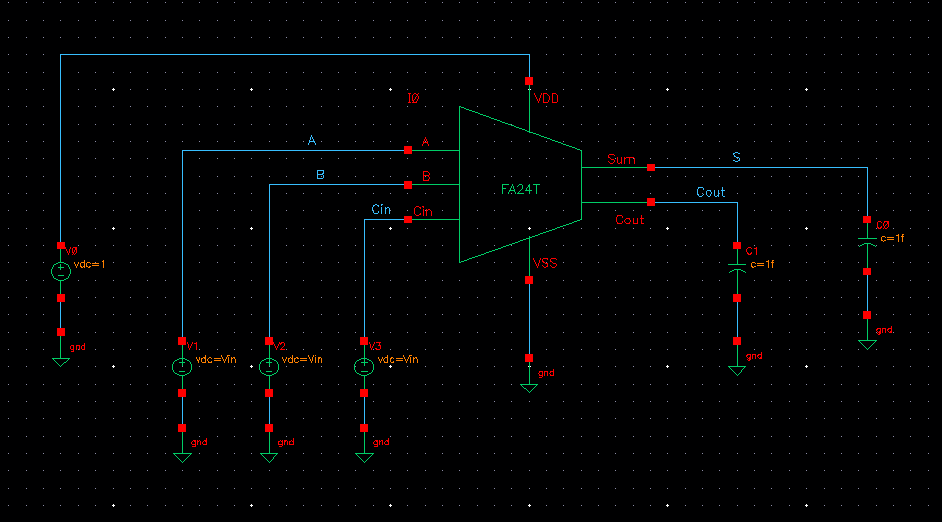 I0
VDD
A
A
B
B
Cin
Cin
FA24T
Sum
S
Cout
Cout
VSS
V0
vdc=1
gnd
V1
vdc=Vin
gnd
V2
vdc=Vin
gnd
V3
vdc=Vin
gnd
gnd
C1
c=1f
gnd
C0
c=1f
gnd